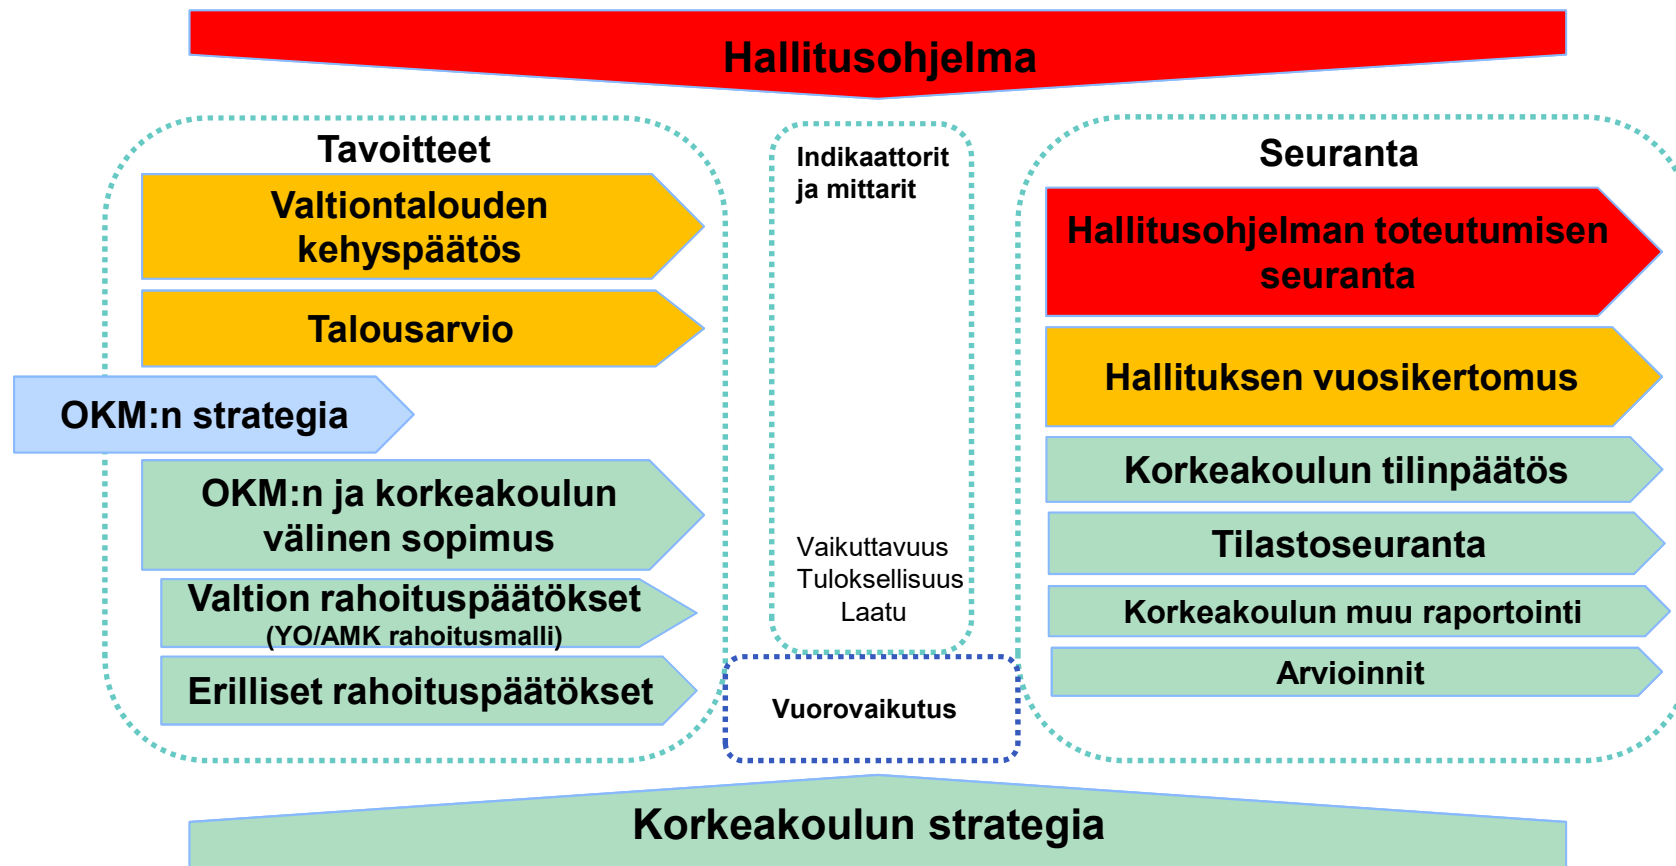 Hallitusohjelma
Tavoitteet
Valtiontalouden
kehyspäätös
Talousarvio
OKM:n strategia
OKM:n ja korkeakoulun
välinen sopimus
Valtion rahoituspäätökset
(YO/AMK rahoitusmalli)
Erilliset rahoituspäätökset
Indikaattorit
ja mittarit
Vaikuttavuus
Tuloksellisuus
Laatu
Vuorovaikutus
Seuranta
Hallitusohjelman toteutumisen
seuranta
Hallituksen vuosikertomus
Korkeakoulun tilinpäätös
Tilastoseuranta
Korkeakoulun muu raportointi
Arvioinnit
Korkeakoulun strategia